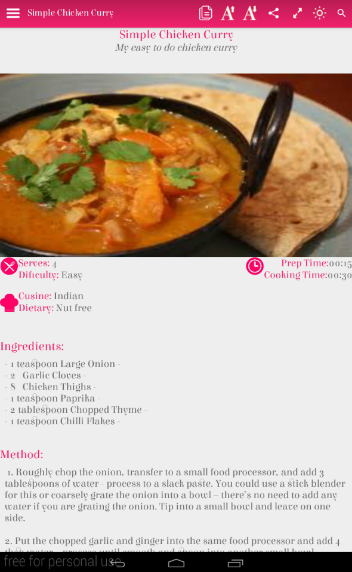 Simple Chicken Curry
Simple Chicken Curry
My easy to do chicken curry
Serves: 4
Dificulty: Easy
Prep Time:00:15
Cooking Time:00:30
Cusine: Indian
Dietary: Nut free
Ingredients:
- 1 teaspoon Large Onion -
- 2  Garlic Cloves -
- 8  Chicken Thighs -
- 1 teaspoon Paprika -
- 2 tablespoon Chopped Thyme -
- 1 teaspoon Chilli Flakes -
Method:
1. Roughly chop the onion, transfer to a small food processor, and add 3
tablespoons of water - process to a slack paste. You could use a stick blender
for this or coarsely grate the onion into a bowl – there's no need to add any
water if you are grating the onion. Tip into a small bowl and leave on one
side.
2. Put the chopped garlic and ginger into the same food processor and add 4
free for personal use